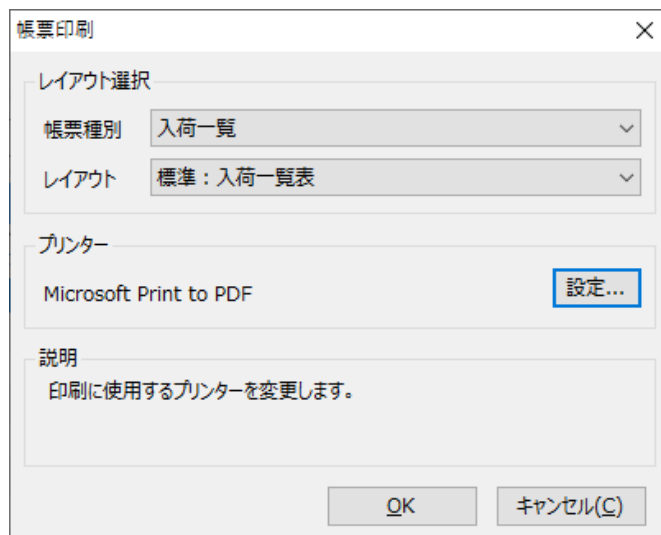 帳票印刷
レイアウト選択
帳票種別 入荷一覧
レイアウト 標準：入荷一覧表
プリンター
Microsoft Print to PDF 設定...
説明
印刷に使用するプリンターを変更します。
OK キャンセル(C)